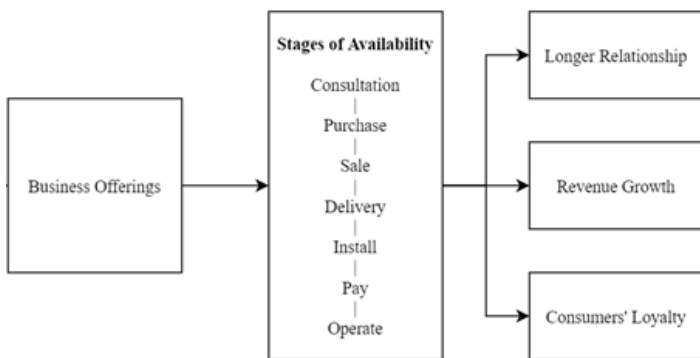 Business Offerings
Stages of Availability
Consultation
Purchase
Sale
Delivery
Install
Pay
Operate
Longer Relationship
Revenue Growth
Consumers' Loyalty